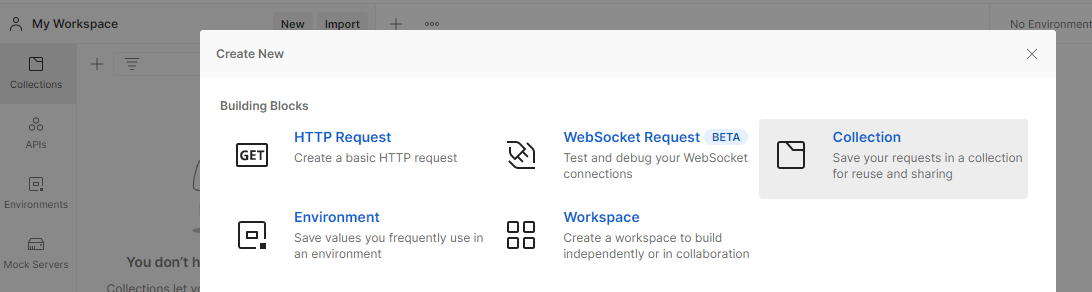 My Workspace
New
Import
No Environment
Create New
Collections
APIs
Environments
Mock Servers
You don't h
Collections let yo
Building Blocks
GET
HTTP Request
Create a basic HTTP request
WebSocket Request BETA
Test and debug your WebSocket
connections
Collection
Save your requests in a collection
for reuse and sharing
Environment
Save values you frequently use in
an environment
Workspace
Create a workspace to build
independently or in collaboration